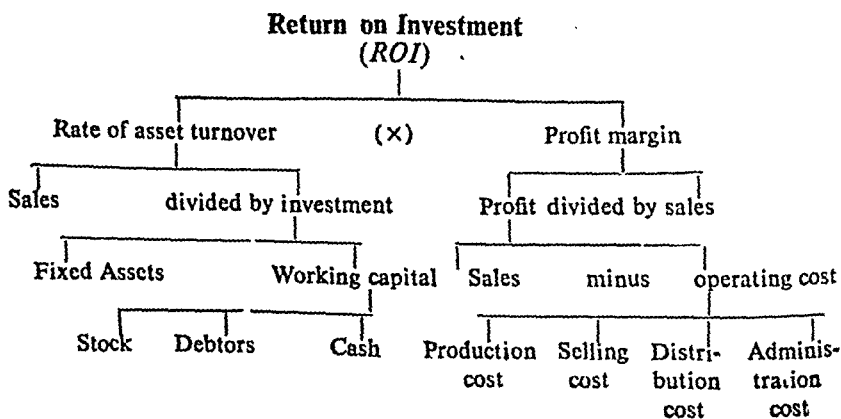 Return on Investment
(ROI)
Rate of asset turnover (×) Profit margin
Sales divided by investment Profit divided by sales
Fixed Assets Working capital Sales minus operating cost
Stock Debtors Cash Production Selling Distri- Adminis-
cost cost bution tration
cost cost